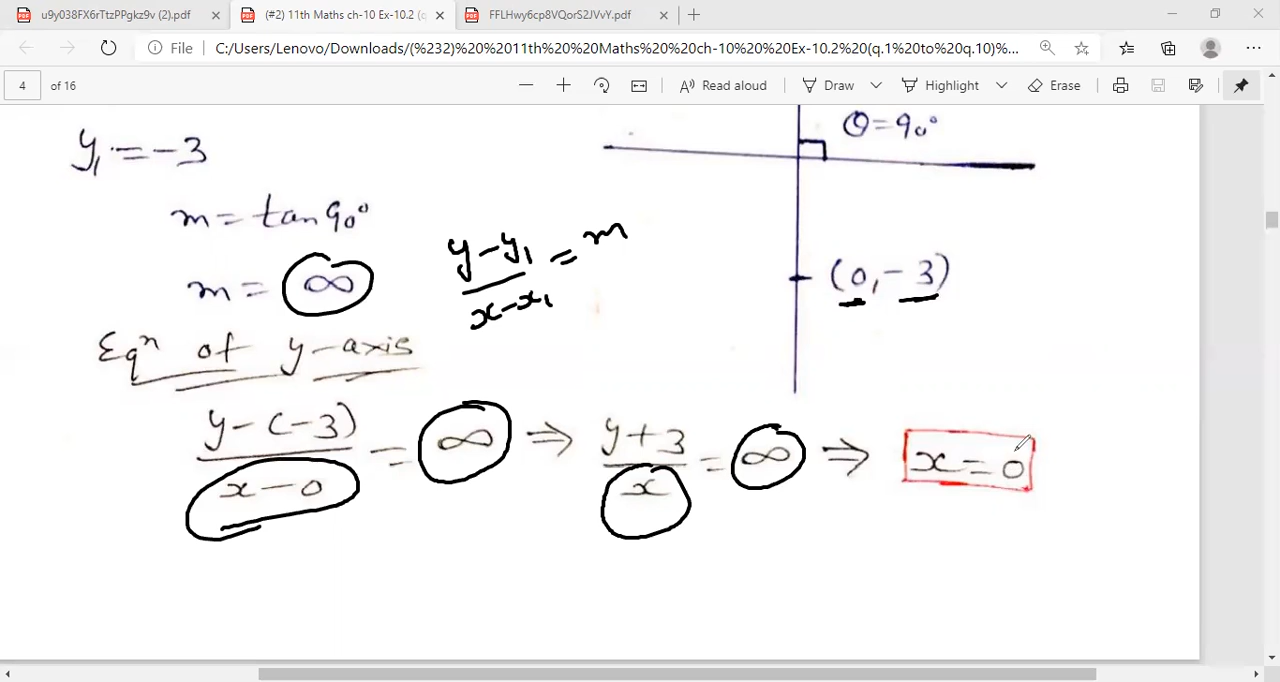 u9y038FX6rTtzPPgkz9v (2).pdf
(#2) 11th Maths ch-10 Ex-10.2 (q
FFLHwy6cp8VQorS2JVvY.pdf
File
C:/Users/Lenovo/Downloads/(%232)%20%2011th%20%20Maths%20%20ch-10%20%20Ex-10.2%20(q.1%20to%20q.10)%...
4 of 16
Read aloud
Draw
Highlight
Erase
θ=90°
y₁ = -3
m = tan90°
m = ∞
(y-y₁)/(x-x₁) = m
(0, -3)
Eqⁿ of y-axis
(y-(-3))/(x-0) = ∞ ⇒ (y+3)/x = ∞ ⇒ x=0